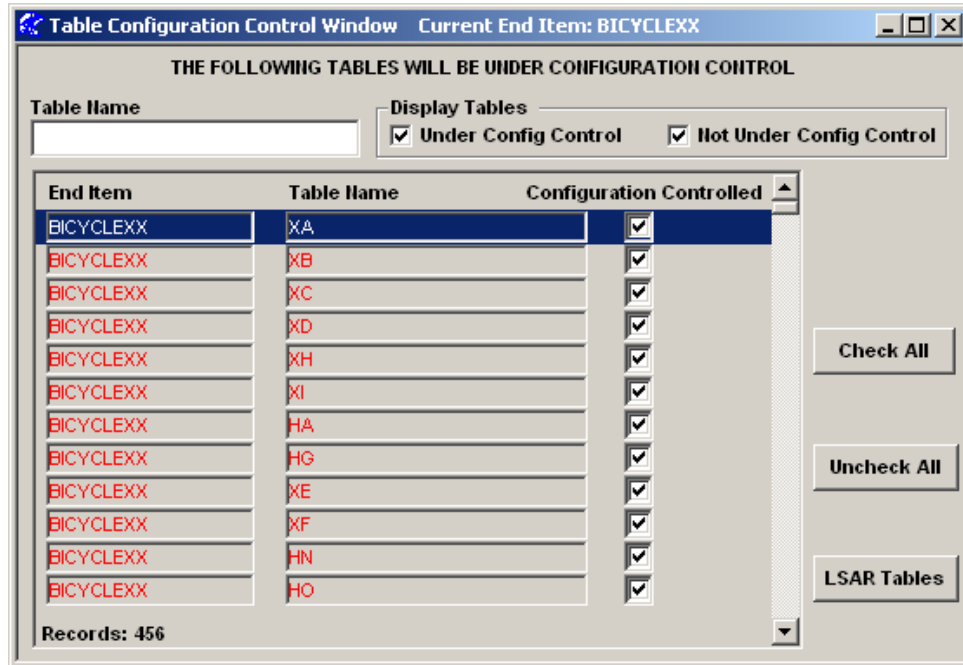 Table Configuration Control Window Current End Item: BICYCLEXX
THE FOLLOWING TABLES WILL BE UNDER CONFIGURATION CONTROL
Table Name
Display Tables
Under Config Control Not Under Config Control
End Item Table Name Configuration Controlled
BICYCLEXX XA
BICYCLEXX XB
BICYCLEXX XC
BICYCLEXX XD
BICYCLEXX XH
BICYCLEXX XI
BICYCLEXX HA
BICYCLEXX HG
BICYCLEXX XE
BICYCLEXX XF
BICYCLEXX HN
BICYCLEXX HO
Records: 456
Check All
Uncheck All
LSAR Tables